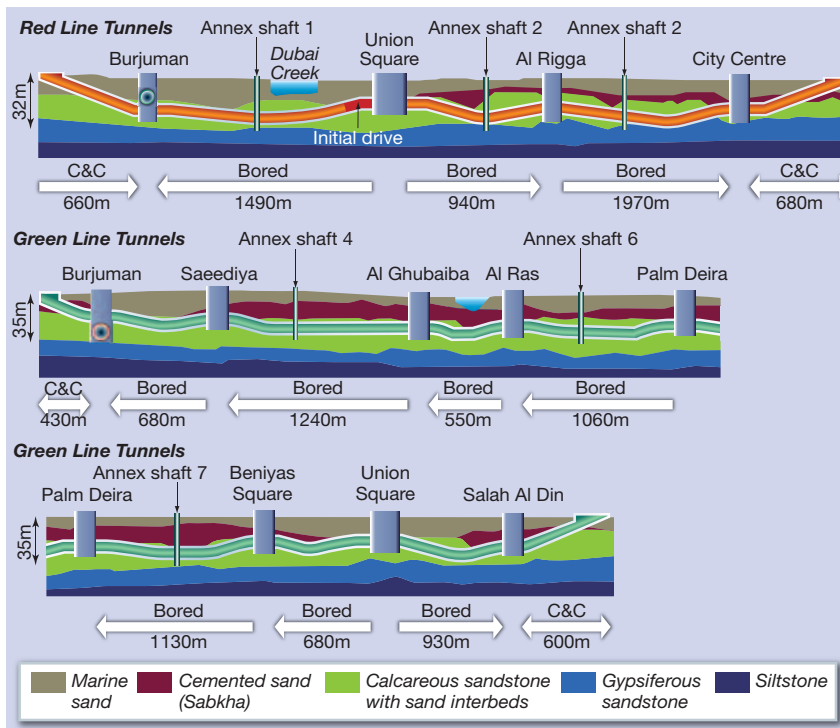 Red Line Tunnels
Annex shaft 1
Annex shaft 2
Annex shaft 2
Burjuman
Dubai
Creek
Union
Square
Al Rigga
City Centre
32m
Initial drive
C&C
Bored
Bored
Bored
C&C
660m
1490m
940m
1970m
680m
Green Line Tunnels
Annex shaft 4
Annex shaft 6
Burjuman
Saeediya
Al Ghubaiba
Al Ras
Palm Deira
35m
C&C
Bored
Bored
Bored
Bored
430m
680m
1240m
550m
1060m
Green Line Tunnels
Annex shaft 7
Palm Deira
Beniyas
Square
Union
Square
Salah Al Din
35m
Bored
Bored
Bored
C&C
1130m
680m
930m
600m
Marine
sand
Cemented sand
(Sabkha)
Calcareous sandstone
with sand interbeds
Gypsiferous
sandstone
Siltstone